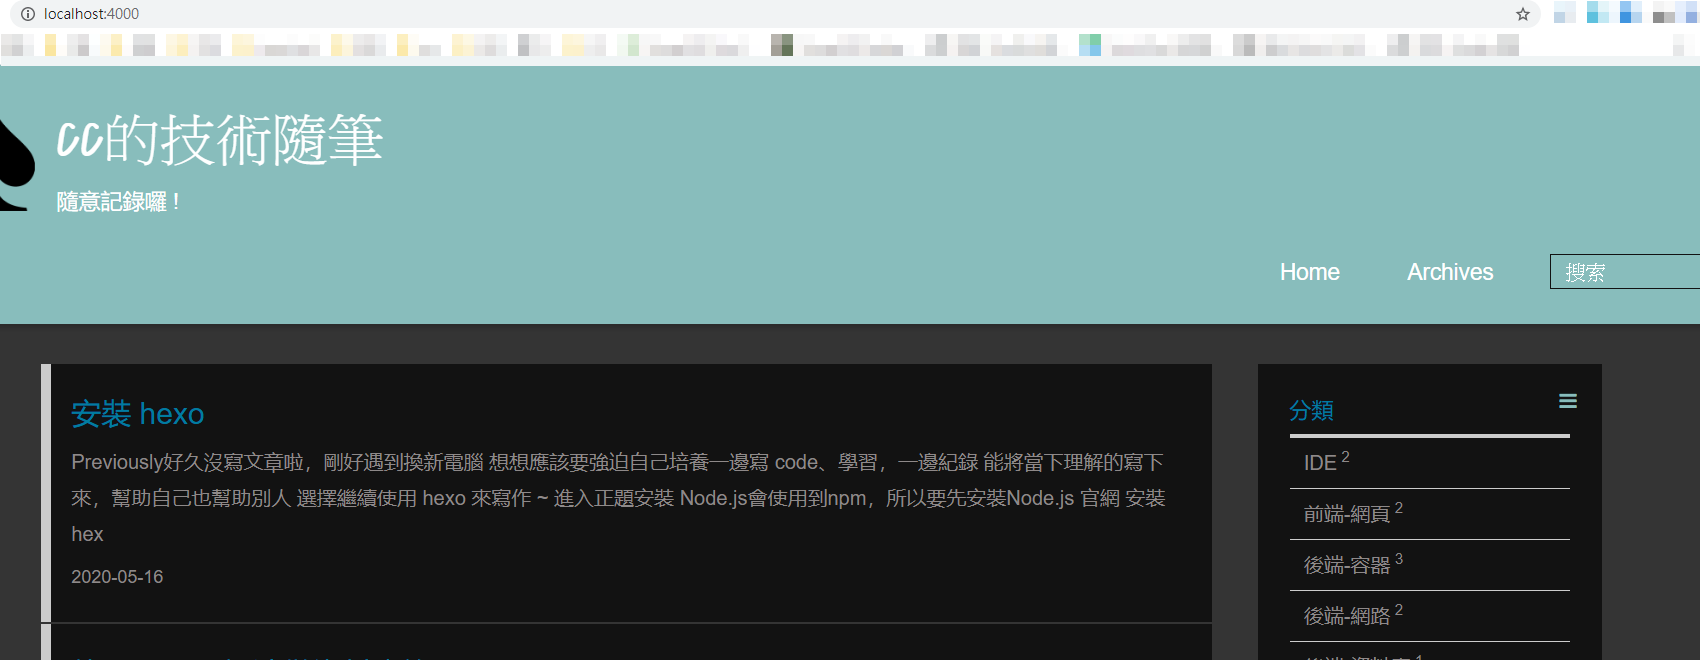 localhost:4000
cc的技術隨筆
隨意記錄囉！
Home
Archives
搜索
安裝 hexo
Previously好久沒寫文章啦，剛好遇到換新電腦 想想應該要強迫自己培養一邊寫 code、學習，一邊紀錄 能將當下理解的寫下
來，幫助自己也幫助別人 選擇繼續使用 hexo 來寫作 ~ 進入正題安裝 Node.js會使用到npm，所以要先安裝Node.js 官網 安裝
hex
2020-05-16
分類
IDE 2
前端-網頁 2
後端-容器 3
後端-網路 2